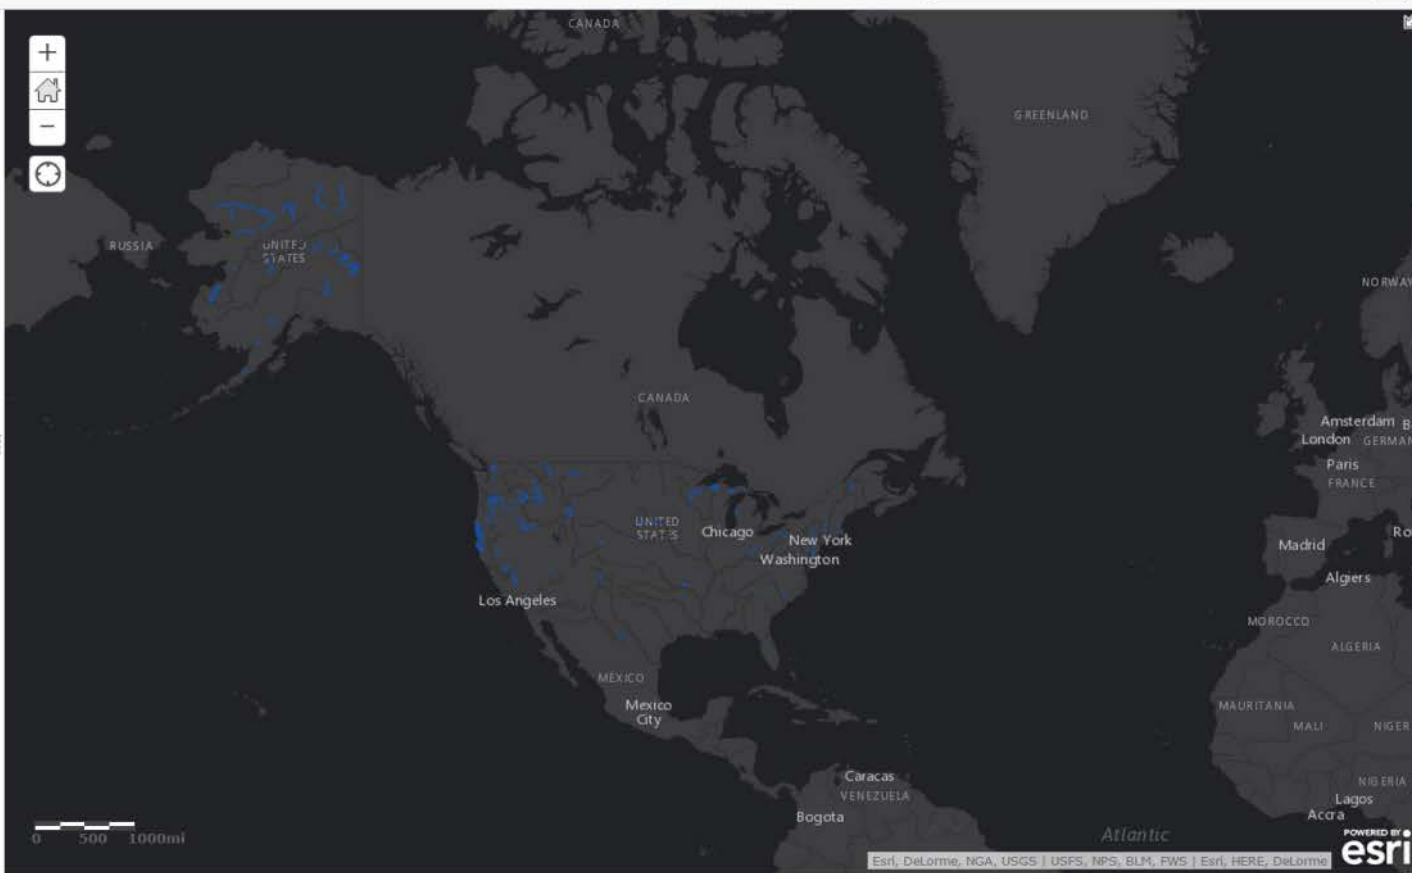 CANADA
+
−
GREENLAND
RUSSIA
UNITED
STATES
NORWAY
CANADA
Amsterdam
London
GERMAN
Paris
FRANCE
UNITED
STATES
Chicago
New York
Washington
Madrid
Ro
Algiers
Los Angeles
MOROCCO
ALGERIA
MÉXICO
Mexico
City
MAURITANIA
MALI
NIGER
Caracas
VENEZUELA
NIGERIA
Lagos
Bogota
Accra
0 500 1000mi
Atlantic
POWERED BY
esri
Esri, DeLorme, NGA, USGS | USFS, NPS, BLM, FWS | Esri, HERE, DeLorme